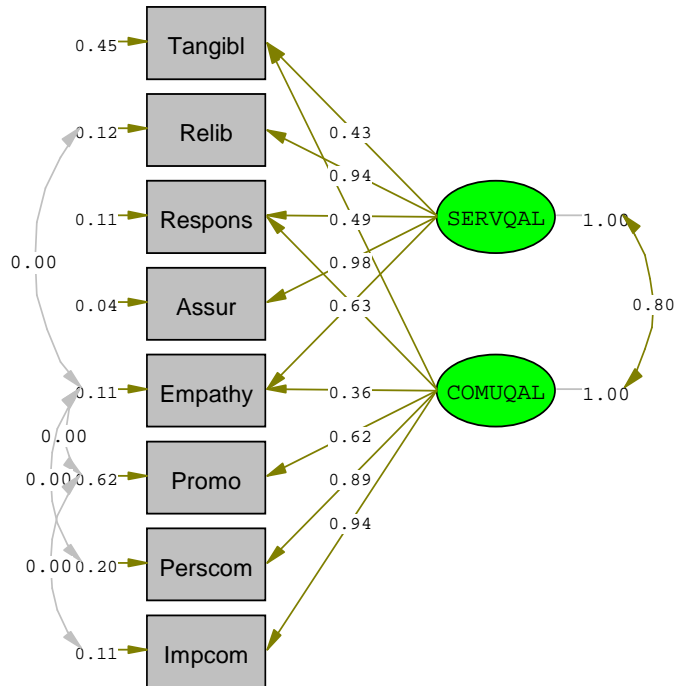 0.45
Tangibl
0.43
0.12
Relib
0.94
0.11
Respons
0.49
SERVQAL
1.00
0.00
0.98
0.04
Assur
0.63
0.80
0.11
Empathy
0.36
COMUQAL
1.00
0.00
0.62
0.00
0.62
Promo
0.89
0.94
0.00
0.20
Perscom
0.11
Impcom